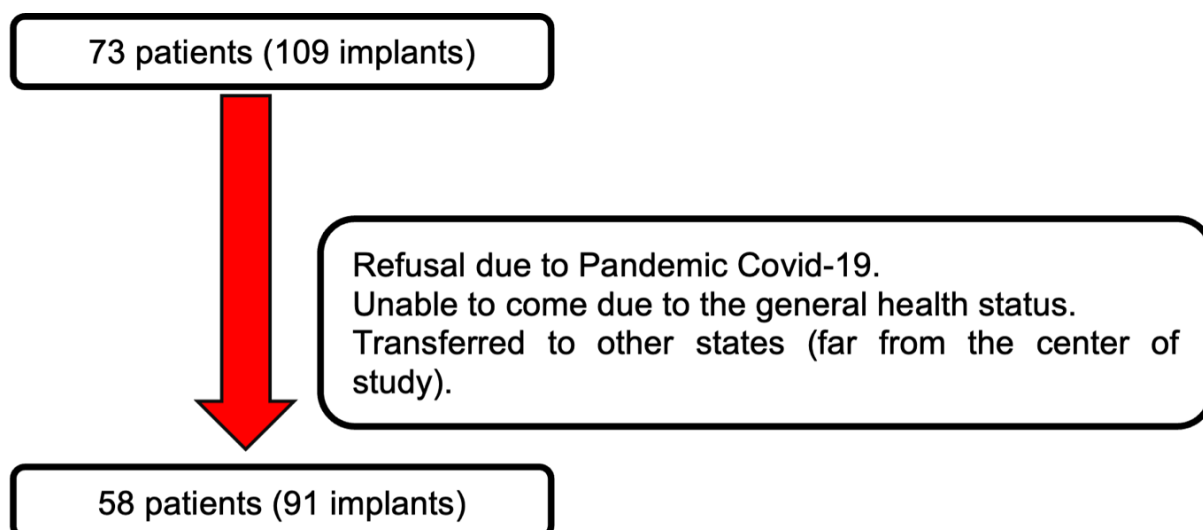 73 patients (109 implants)
Refusal due to Pandemic Covid-19.
Unable to come due to the general health status.
Transferred to other states (far from the center of
study).
58 patients (91 implants)